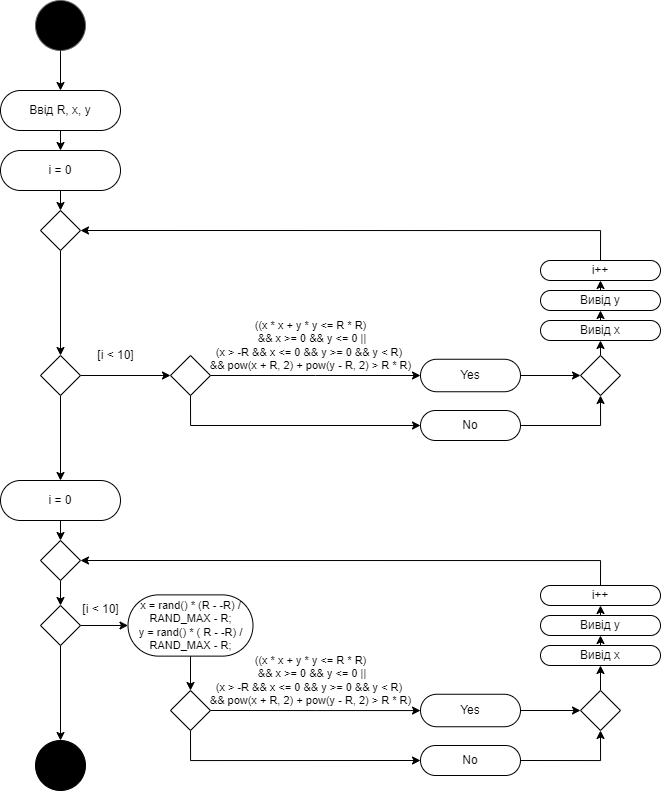 Ввід R, x, y
i = 0
i++
Вивід y
Вивід x
[i < 10]
((x * x + y * y <= R * R)
&& x >= 0 && y <= 0 ||
(x > -R && x <= 0 && y >= 0 && y < R)
&& pow(x + R, 2) + pow(y - R, 2) > R * R)
Yes
No
i = 0
i++
Вивід y
Вивід x
[i < 10]
x = rand() * (R - -R) /
RAND_MAX - R;
y = rand() * ( R - -R) /
RAND_MAX - R;
((x * x + y * y <= R * R)
&& x >= 0 && y <= 0 ||
(x > -R && x <= 0 && y >= 0 && y < R)
&& pow(x + R, 2) + pow(y - R, 2) > R * R)
Yes
No